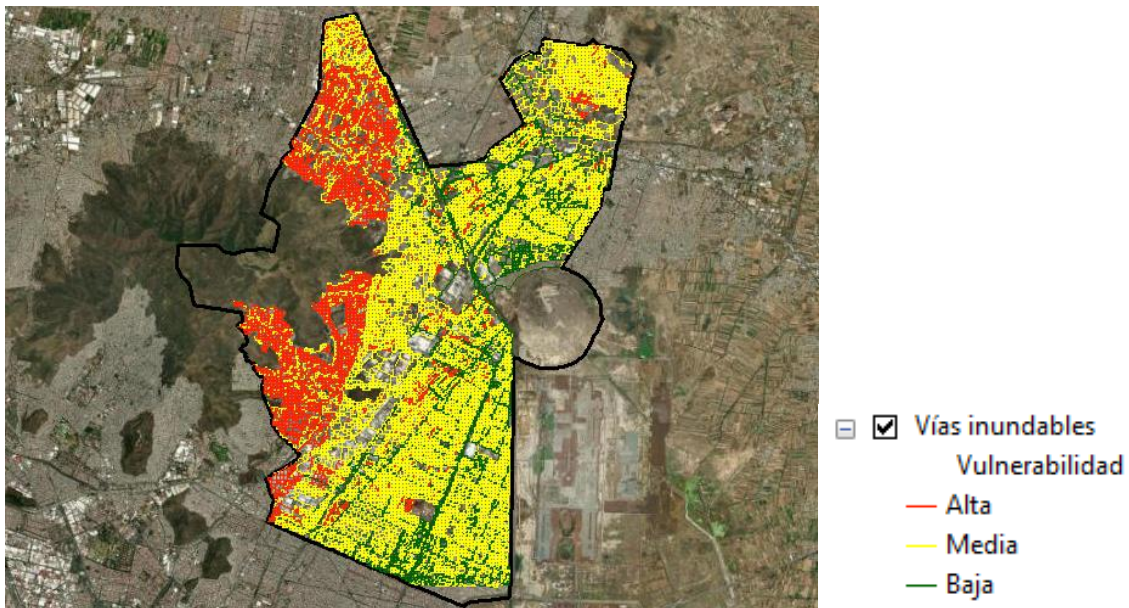 Vías inundables
Vulnerabilidad
Alta
Media
Baja